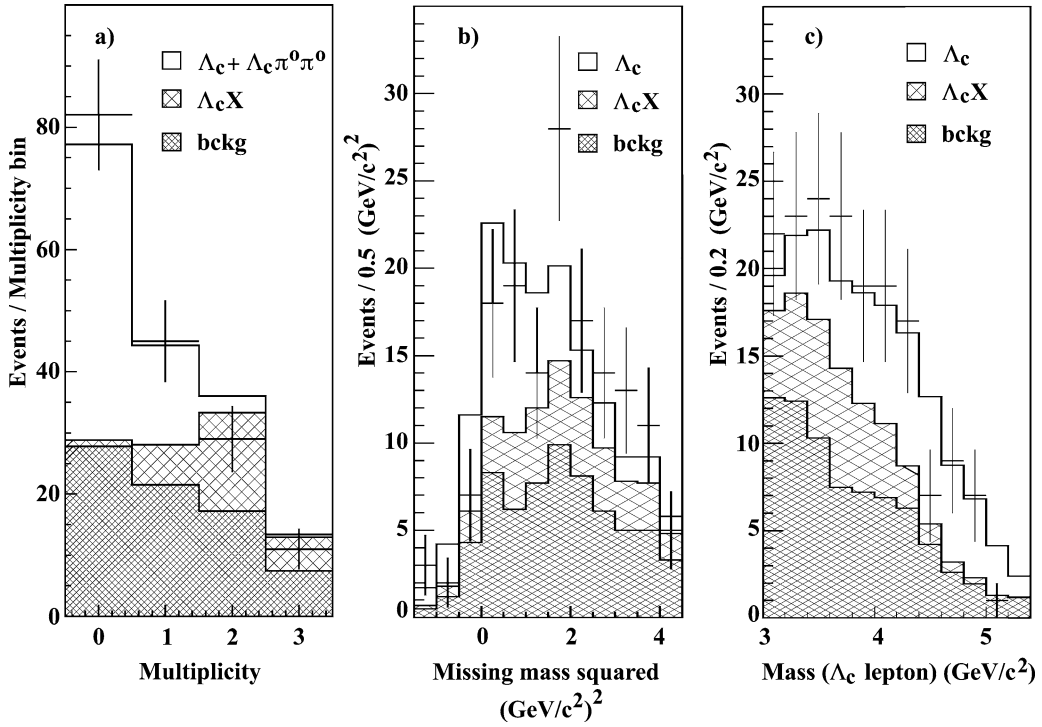 a)
Λc + Λcπ°π°
ΛcX
bckg
Events / Multiplicity bin
80
60
40
20
0
0 1 2 3
Multiplicity
b)
Λc
ΛcX
bckg
Events / 0.5 (GeV/c²)²
30
25
20
15
10
5
0
0 2 4
Missing mass squared
(GeV/c²)²
c)
Λc
ΛcX
bckg
Events / 0.2 (GeV/c²)
30
25
20
15
10
5
0
3 4 5
Mass (Λc lepton) (GeV/c²)